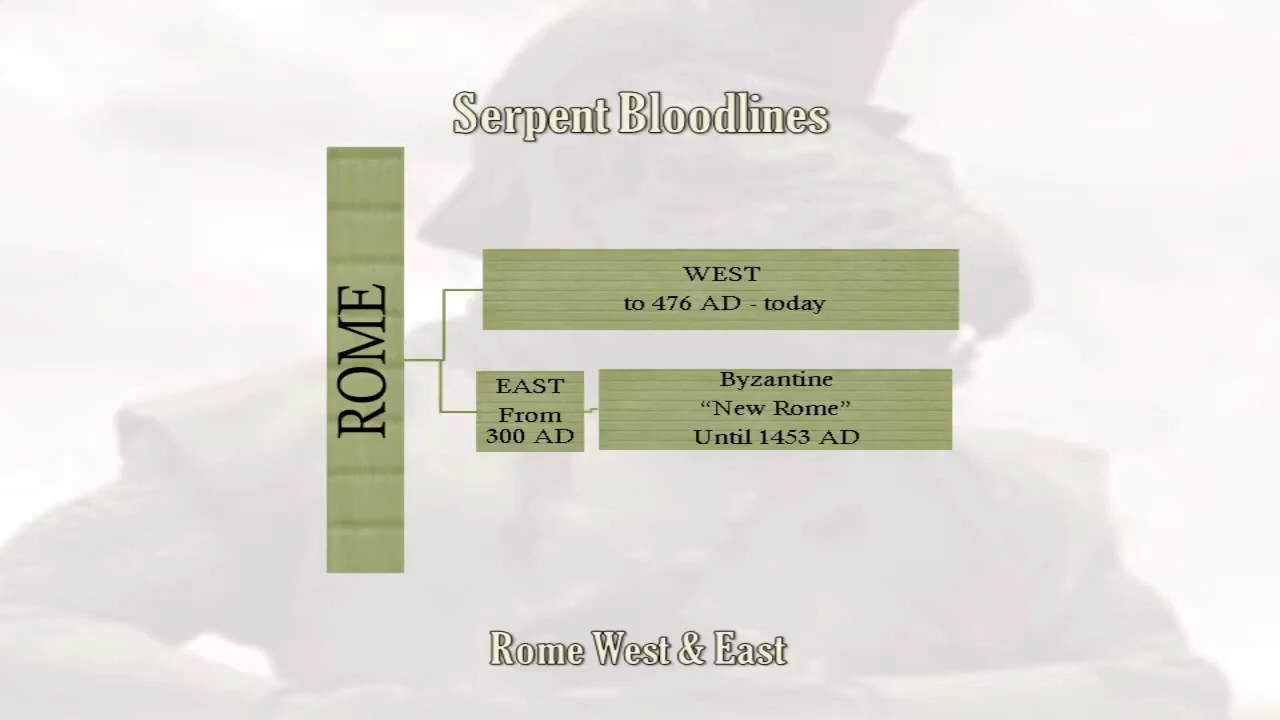 Serpent Bloodlines
ROME
WEST
to 476 AD - today
EAST
From
300 AD
Byzantine
“New Rome”
Until 1453 AD
Rome West & East